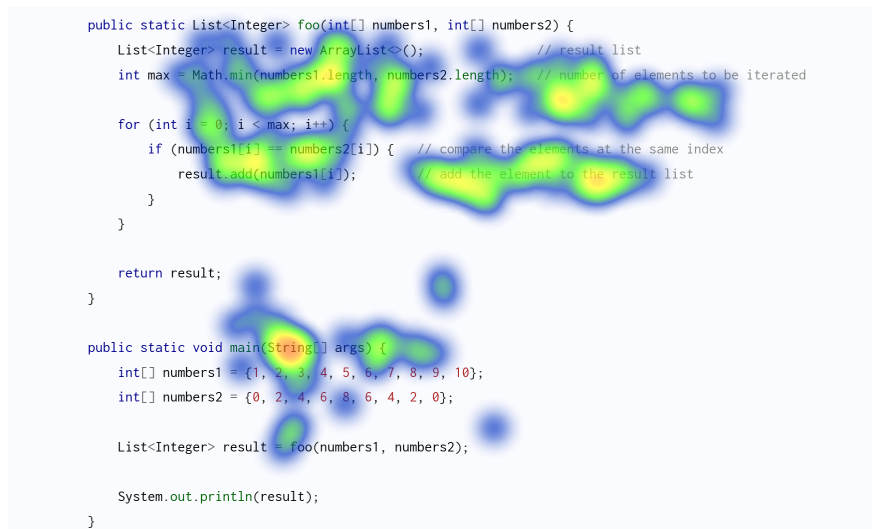 public static List<Integer> foo(int[] numbers1, int[] numbers2) {
List<Integer> result = new ArrayList<>(); // result list
int max = Math.min(numbers1.length, numbers2.length); // number of elements to be iterated
for (int i = 0; i < max; i++) {
if (numbers1[i] == numbers2[i]) { // compare the elements at the same index
result.add(numbers1[i]); // add the element to the result list
}
}
return result;
}
public static void main(String[] args) {
int[] numbers1 = {1, 2, 3, 4, 5, 6, 7, 8, 9, 10};
int[] numbers2 = {0, 2, 4, 6, 8, 6, 4, 2, 0};
List<Integer> result = foo(numbers1, numbers2);
System.out.println(result);
}